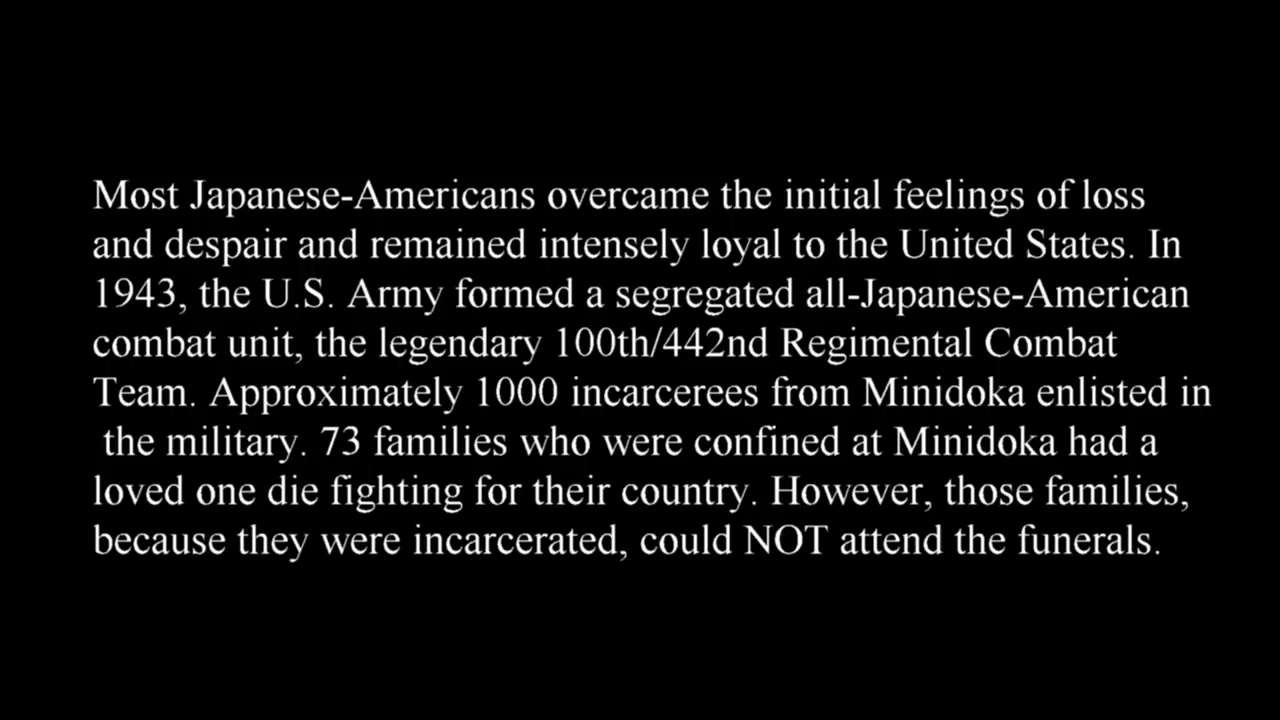 Most Japanese-Americans overcame the initial feelings of loss
and despair and remained intensely loyal to the United States. In
1943, the U.S. Army formed a segregated all-Japanese-American
combat unit, the legendary 100th/442nd Regimental Combat
Team. Approximately 1000 incarcerees from Minidoka enlisted in
the military. 73 families who were confined at Minidoka had a
loved one die fighting for their country. However, those families,
because they were incarcerated, could NOT attend the funerals.